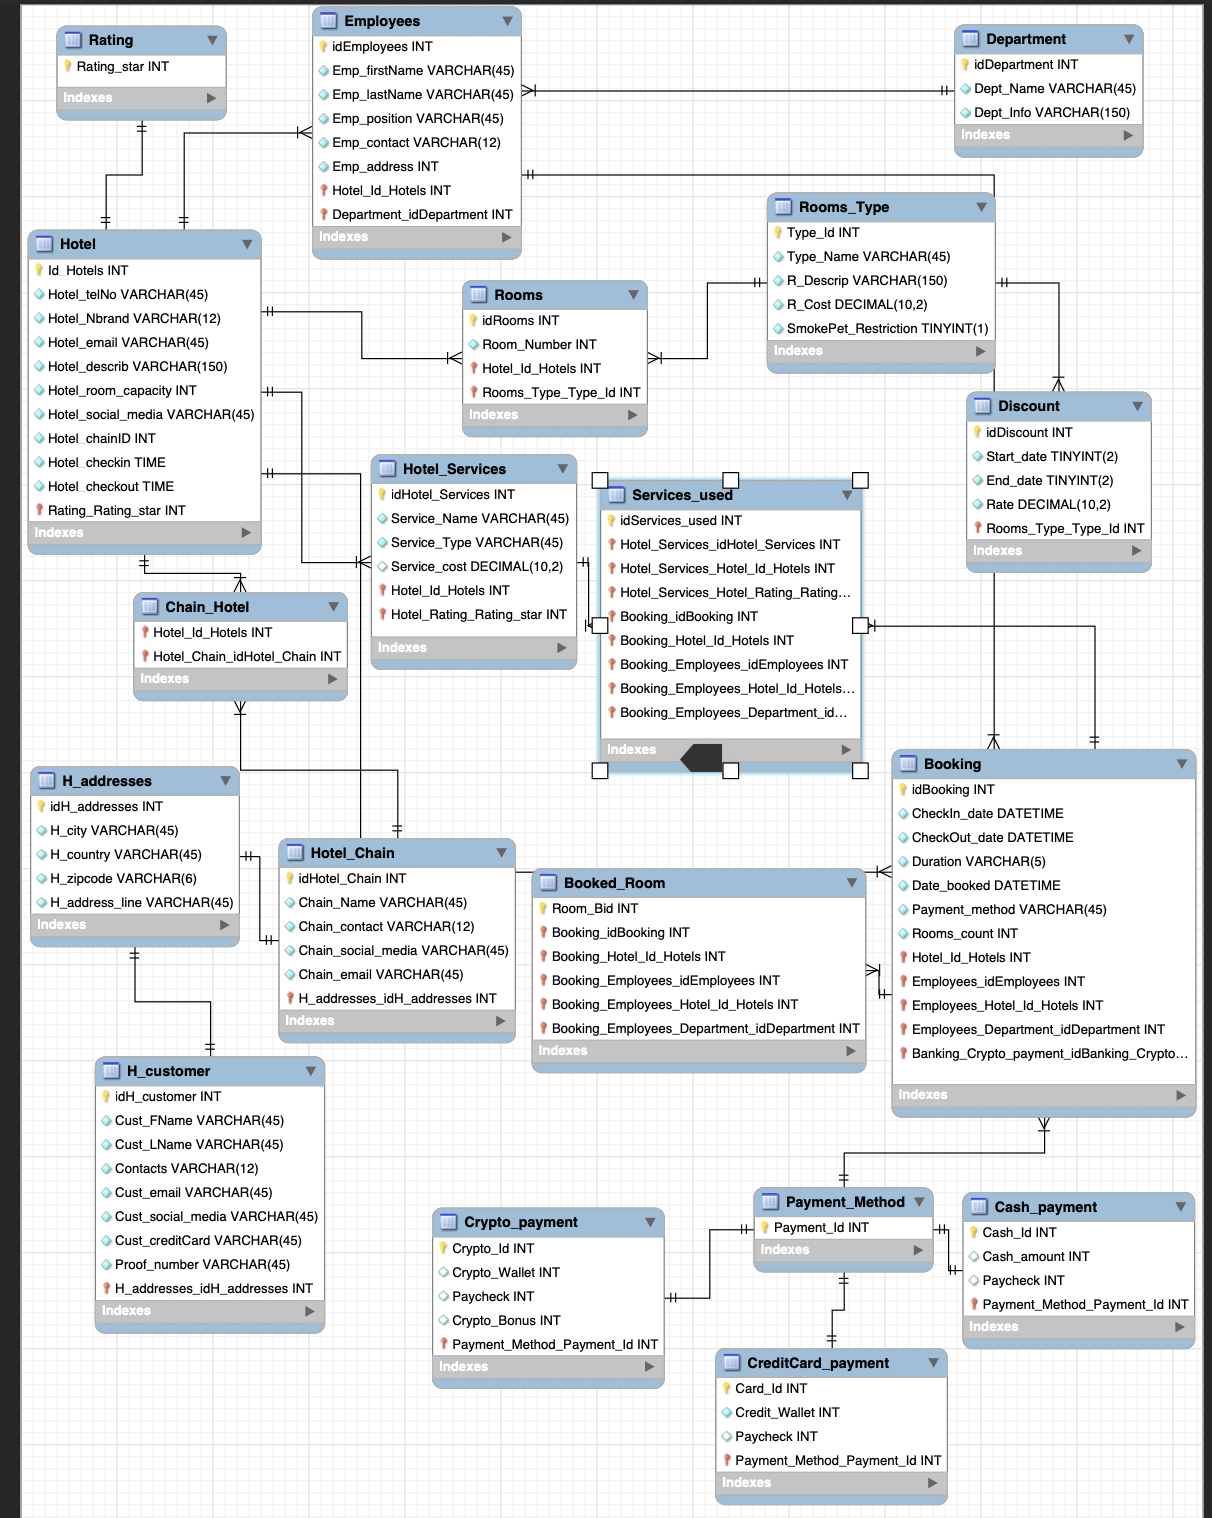 Rating
Rating_star INT
Indexes
Employees
idEmployees INT
Emp_firstName VARCHAR(45)
Emp_lastName VARCHAR(45)
Emp_position VARCHAR(45)
Emp_contact VARCHAR(12)
Emp_address INT
Hotel_Id_Hotels INT
Department_idDepartment INT
Indexes
Department
idDepartment INT
Dept_Name VARCHAR(45)
Dept_Info VARCHAR(150)
Indexes
Hotel
Id_Hotels INT
Hotel_telNo VARCHAR(45)
Hotel_Nbrand VARCHAR(12)
Hotel_email VARCHAR(45)
Hotel_describ VARCHAR(150)
Hotel_room_capacity INT
Hotel_social_media VARCHAR(45)
Hotel_chainID INT
Hotel_checkin TIME
Hotel_checkout TIME
Rating_Rating_star INT
Indexes
Rooms
idRooms INT
Room_Number INT
Hotel_Id_Hotels INT
Rooms_Type_Type_Id INT
Indexes
Rooms_Type
Type_Id INT
Type_Name VARCHAR(45)
R_Descrip VARCHAR(150)
R_Cost DECIMAL(10,2)
SmokePet_Restriction TINYINT(1)
Indexes
Discount
idDiscount INT
Start_date TINYINT(2)
End_date TINYINT(2)
Rate DECIMAL(10,2)
Rooms_Type_Type_Id INT
Indexes
Hotel_Services
idHotel_Services INT
Service_Name VARCHAR(45)
Service_Type VARCHAR(45)
Service_cost DECIMAL(10,2)
Hotel_Id_Hotels INT
Hotel_Rating_Rating_star INT
Indexes
Services_used
idServices_used INT
Hotel_Services_idHotel_Services INT
Hotel_Services_Hotel_Id_Hotels INT
Hotel_Services_Hotel_Rating_Rating...
Booking_idBooking INT
Booking_Hotel_Id_Hotels INT
Booking_Employees_idEmployees INT
Booking_Employees_Hotel_Id_Hotels...
Booking_Employees_Department_id...
Indexes
Chain_Hotel
Hotel_Id_Hotels INT
Hotel_Chain_idHotel_Chain INT
Indexes
H_addresses
idH_addresses INT
H_city VARCHAR(45)
H_country VARCHAR(45)
H_zipcode VARCHAR(6)
H_address_line VARCHAR(45)
Indexes
Hotel_Chain
idHotel_Chain INT
Chain_Name VARCHAR(45)
Chain_contact VARCHAR(12)
Chain_social_media VARCHAR(45)
Chain_email VARCHAR(45)
H_addresses_idH_addresses INT
Indexes
Booked_Room
Room_Bid INT
Booking_idBooking INT
Booking_Hotel_Id_Hotels INT
Booking_Employees_idEmployees INT
Booking_Employees_Hotel_Id_Hotels INT
Booking_Employees_Department_idDepartment INT
Indexes
Booking
idBooking INT
CheckIn_date DATETIME
CheckOut_date DATETIME
Duration VARCHAR(5)
Date_booked DATETIME
Payment_method VARCHAR(45)
Rooms_count INT
Hotel_Id_Hotels INT
Employees_idEmployees INT
Employees_Hotel_Id_Hotels INT
Employees_Department_idDepartment INT
Banking_Crypto_payment_idBanking_Crypto...
Indexes
H_customer
idH_customer INT
Cust_FName VARCHAR(45)
Cust_LName VARCHAR(45)
Contacts VARCHAR(12)
Cust_email VARCHAR(45)
Cust_social_media VARCHAR(45)
Cust_creditCard VARCHAR(45)
Proof_number VARCHAR(45)
H_addresses_idH_addresses INT
Indexes
Crypto_payment
Crypto_Id INT
Crypto_Wallet INT
Paycheck INT
Crypto_Bonus INT
Payment_Method_Payment_Id INT
Indexes
Payment_Method
Payment_Id INT
Indexes
Cash_payment
Cash_Id INT
Cash_amount INT
Paycheck INT
Payment_Method_Payment_Id INT
Indexes
CreditCard_payment
Card_Id INT
Credit_Wallet INT
Paycheck INT
Payment_Method_Payment_Id INT
Indexes